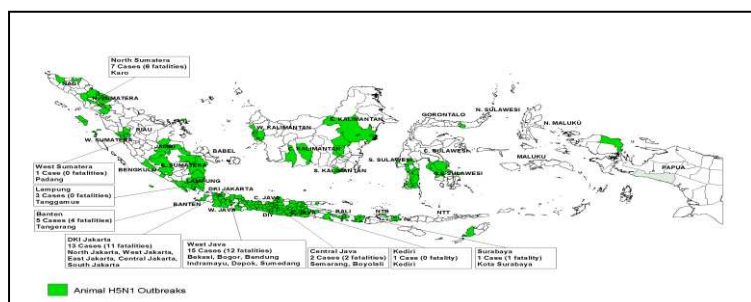 North Sumatera
7 Cases (6 fatalities)
Karo
NAD
N. SUMATERA
RIAU
W. SUMATERA
JAMBI
BABEL
S. SUMATERA
BENGKULU
LAMPUNG
W. KALIMANTAN
E. KALIMANTAN
C. KALIMANTAN
S. KALIMANTAN
GORONTALO
N. SULAWESI
C. SULAWESI
S. SULAWESI
S.E. SULAWESI
N. MALUKU
MALUKU
PAPUA
West Sumatera
1 Case (0 fatalities)
Padang
Lampung
3 Cases (0 fatalities)
Tanggamus
Banten
5 Cases (4 fatalities)
Tangerang
DKI JAKARTA
BANTEN
W. JAVA
C. JAVA
DIY
E. JAVA
BALI
NTB
NTT
DKI Jakarta
13 Cases (11 fatalities)
North Jakarta, West Jakarta,
East Jakarta, Central Jakarta,
South Jakarta
West Java
15 Cases (12 fatalities)
Bekasi, Bogor, Bandung
Indramayu, Depok, Sumedang
Central Java
2 Cases (2 fatalities)
Semarang, Boyolali
Kediri
1 Case (0 fatality)
Kediri
Surabaya
1 Case (1 fatality)
Kota Surabaya
Animal H5N1 Outbreaks